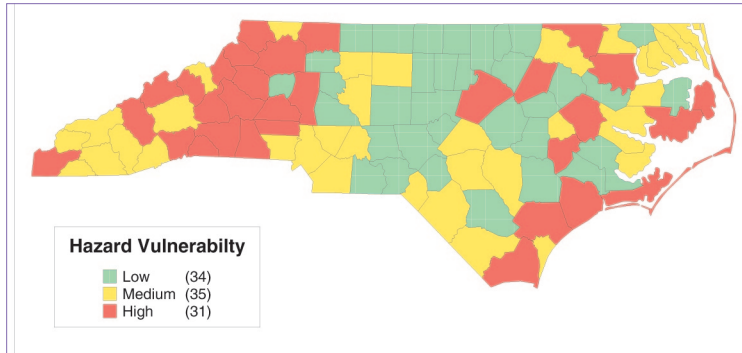 Hazard Vulnerabilty
Low (34)
Medium (35)
High (31)